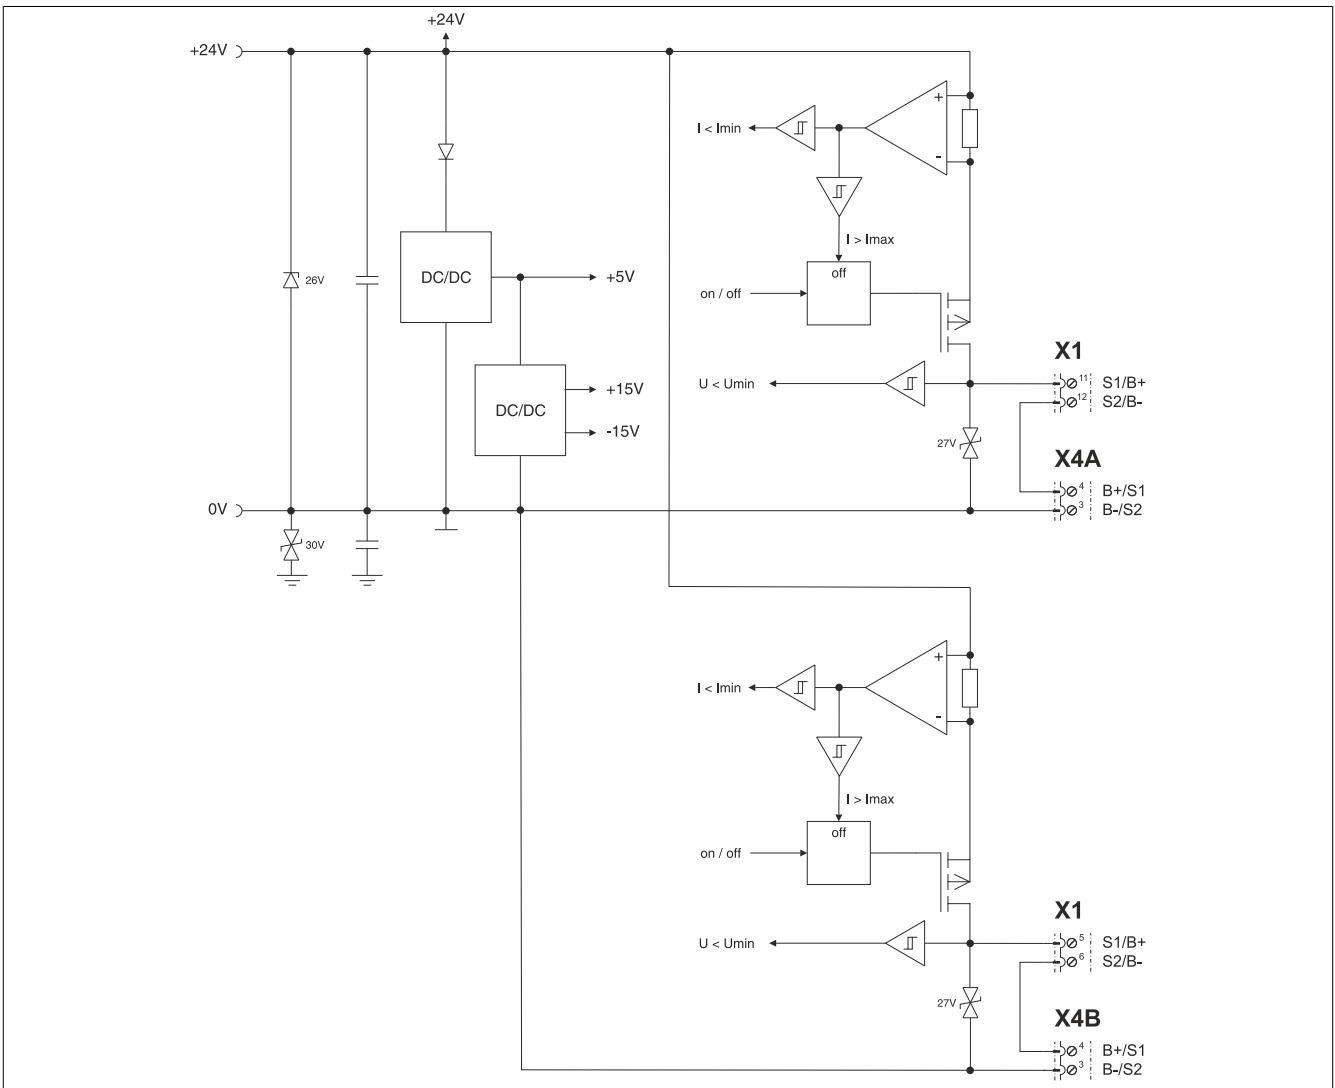 +24V
+24V
+
I < Imin
-
I > Imax
off
26V
DC/DC
+5V
on / off
X1
U < Umin
11
S1/B+
+15V
12
S2/B-
DC/DC
-15V
27V
X4A
4
B+/S1
0V
3
B-/S2
30V
+
I < Imin
-
I > Imax
off
on / off
X1
U < Umin
5
S1/B+
6
S2/B-
27V
X4B
4
B+/S1
3
B-/S2